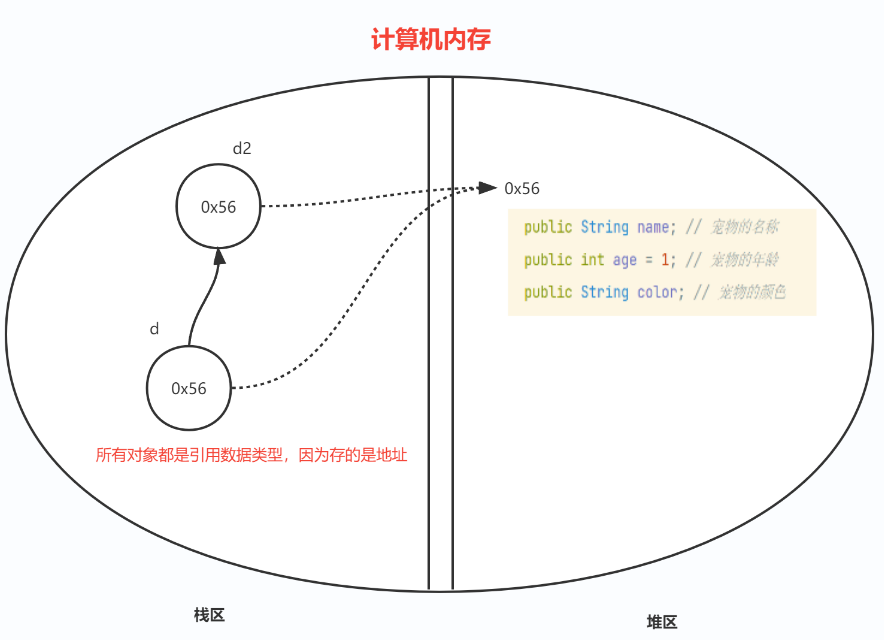 计算机内存
d2
0x56
0x56
public String name; // 宠物的名称
public int age = 1; // 宠物的年龄
public String color; // 宠物的颜色
d
0x56
所有对象都是引用数据类型，因为存的是地址
栈区
堆区